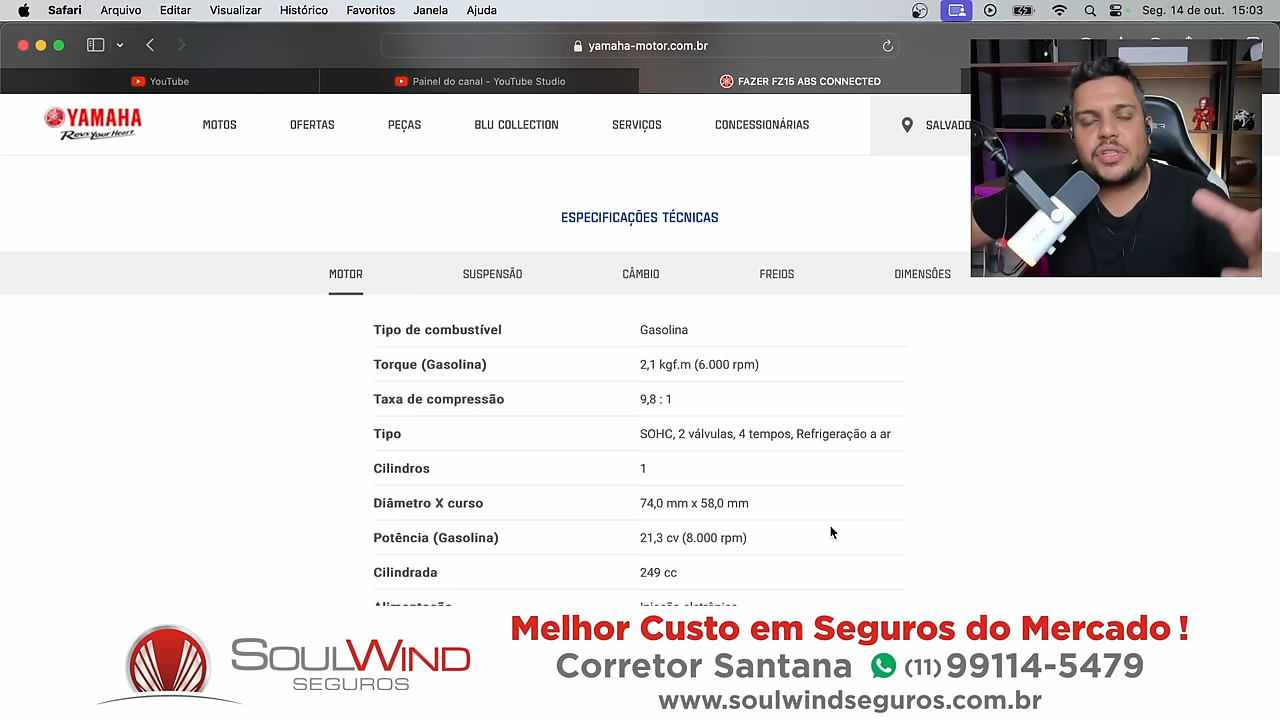 Safari Arquivo Editar Visualizar Histórico Favoritos Janela Ajuda Seg. 14 de out. 15:03
yamaha-motor.com.br
YouTube Painel do canal - YouTube Studio FAZER FZ15 ABS CONNECTED
YAMAHA
Revs Your Heart
MOTOS OFERTAS PEÇAS BLU COLLECTION SERVIÇOS CONCESSIONÁRIAS SALVADO
ESPECIFICAÇÕES TÉCNICAS
MOTOR SUSPENSÃO CÂMBIO FREIOS DIMENSÕES
Tipo de combustível Gasolina
Torque (Gasolina) 2,1 kgf.m (6.000 rpm)
Taxa de compressão 9,8 : 1
Tipo SOHC, 2 válvulas, 4 tempos, Refrigeração a ar
Cilindros 1
Diâmetro X curso 74,0 mm x 58,0 mm
Potência (Gasolina) 21,3 cv (8.000 rpm)
Cilindrada 249 cc
Alimentação Injeção eletrônica
SOULWIND
SEGUROS
Melhor Custo em Seguros do Mercado !
Corretor Santana (11) 99114-5479
www.soulwindseguros.com.br